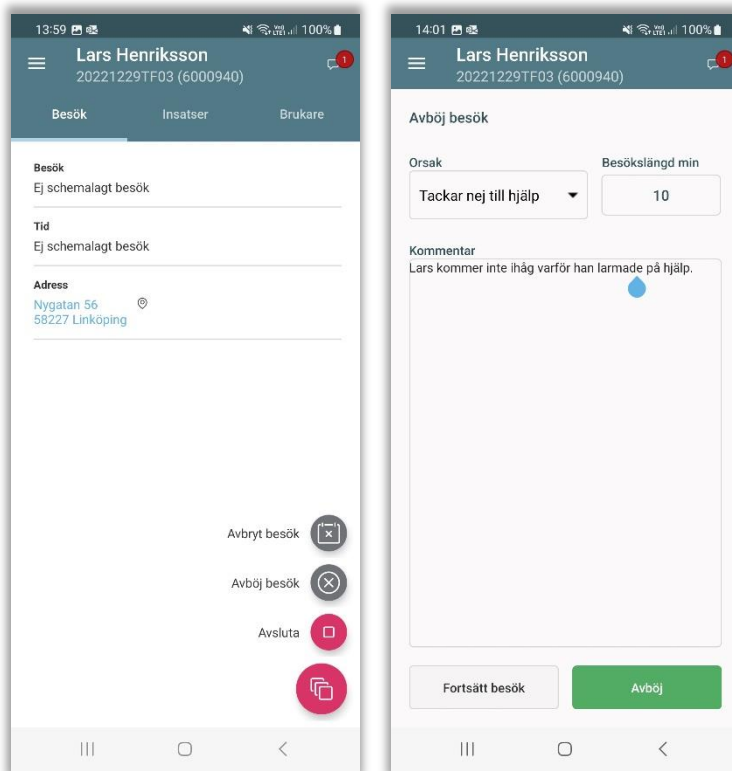 13:59 100%
Lars Henriksson
20221229TF03 (6000940)
1
Besök Insatser Brukare
Besök
Ej schemalagt besök
Tid
Ej schemalagt besök
Adress
Nygatan 56
58227 Linköping
Avbryt besök
Avböj besök
Avsluta
14:01 100%
Lars Henriksson
20221229TF03 (6000940)
1
Avböj besök
Orsak Besökslängd min
Tackar nej till hjälp 10
Kommentar
Lars kommer inte ihåg varför han larmade på hjälp.
Fortsätt besök Avböj